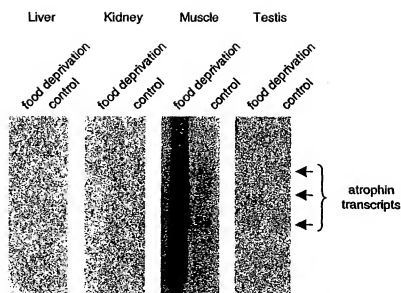 Liver Kidney Muscle Testis
food deprivation control food deprivation control food deprivation control food deprivation control
atrophin
transcripts